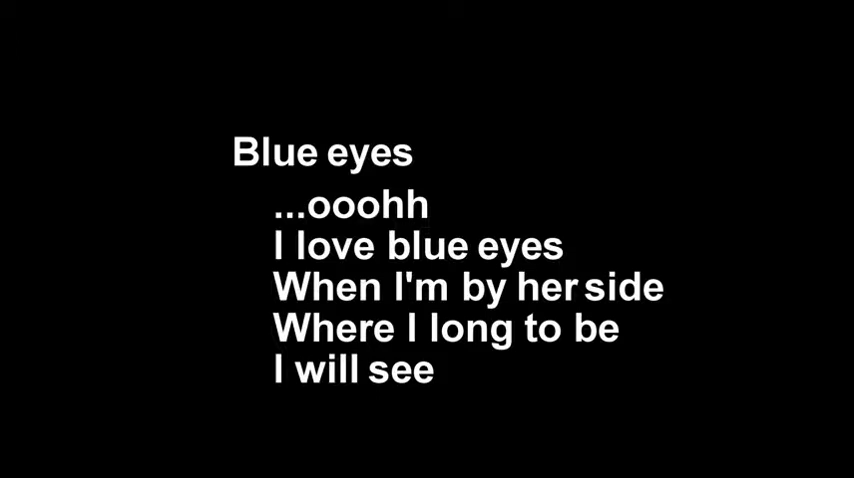 Blue eyes
...ooohh
I love blue eyes
When I'm by her side
Where I long to be
I will see